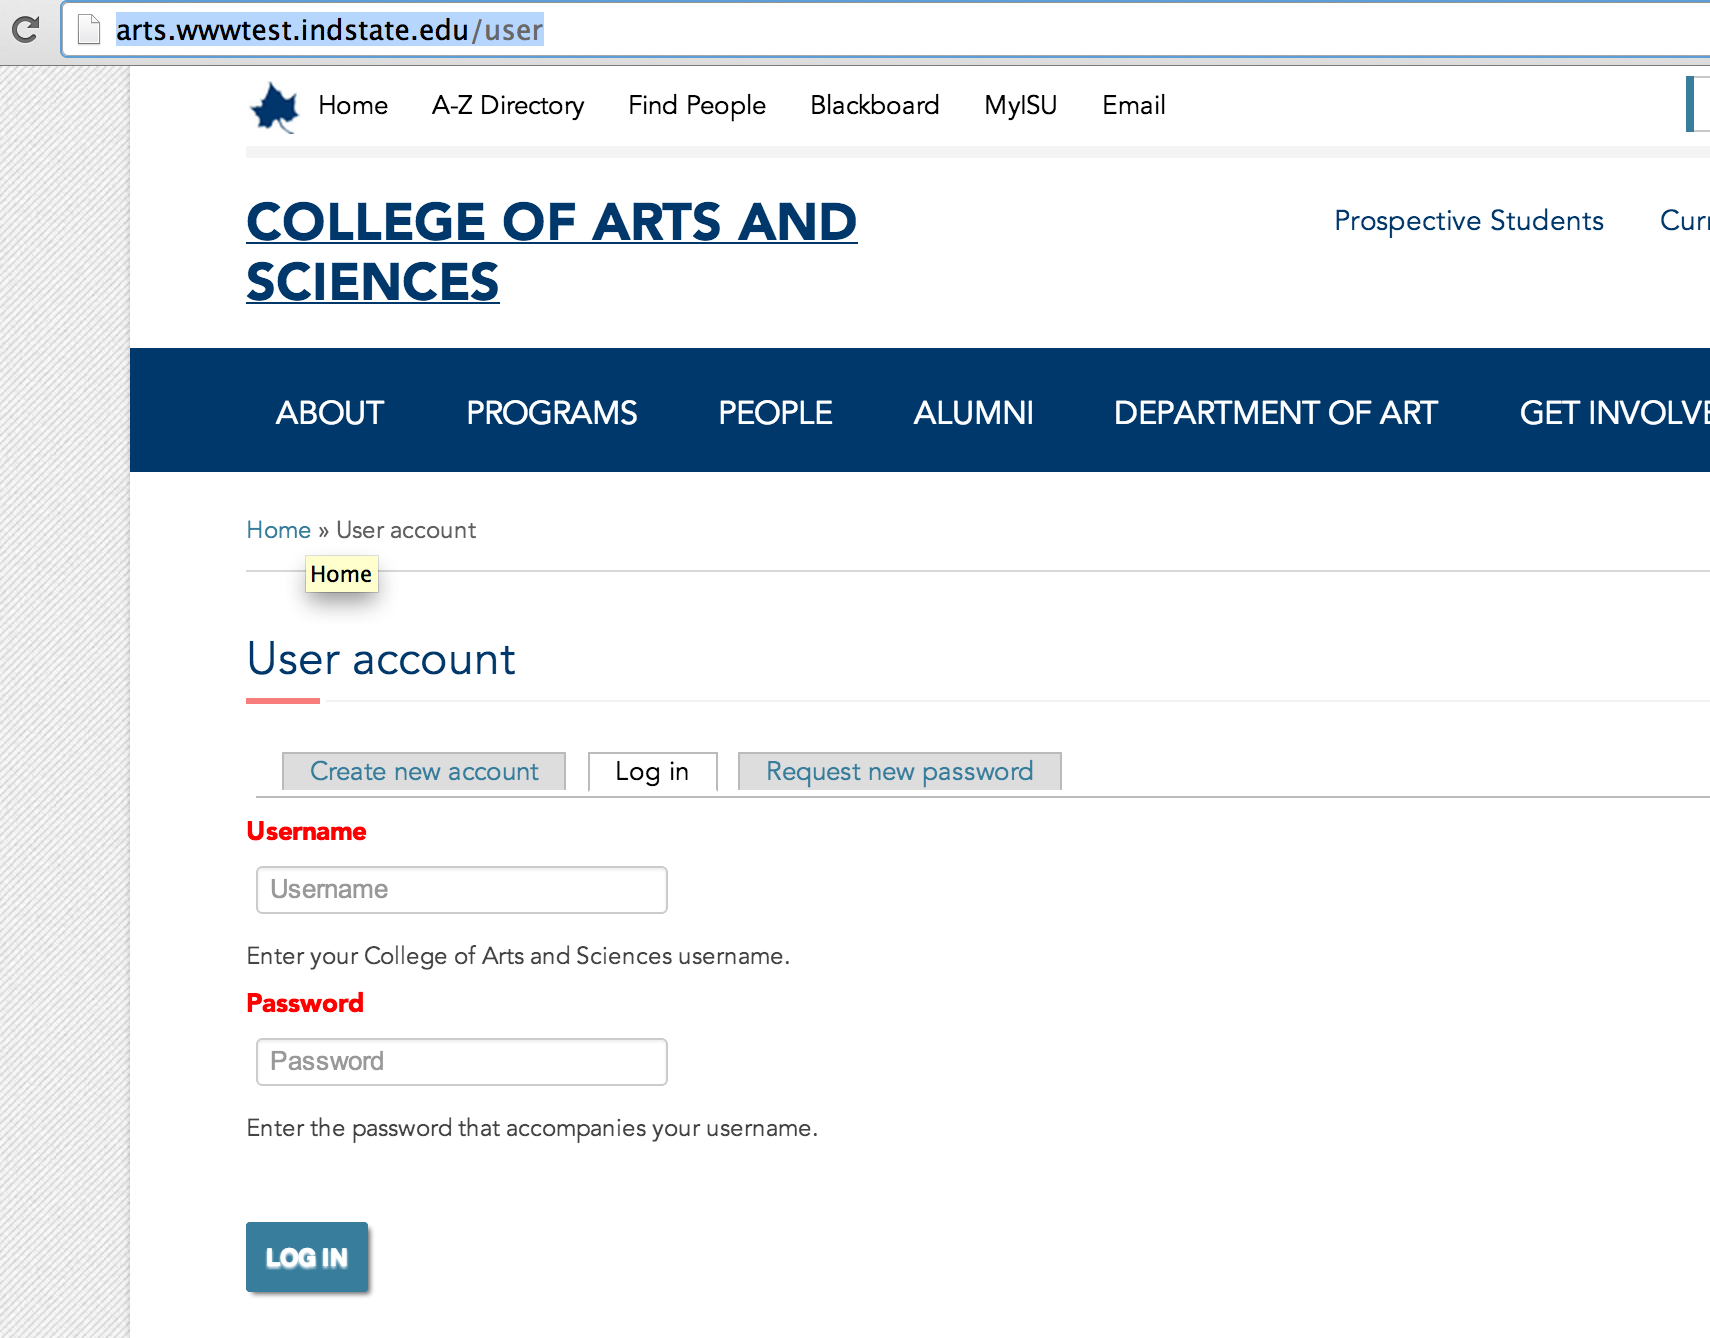 arts.wwwtest.indstate.edu/user
Home A-Z Directory Find People Blackboard MyISU Email
COLLEGE OF ARTS AND
SCIENCES
Prospective Students Curr
ABOUT PROGRAMS PEOPLE ALUMNI DEPARTMENT OF ART GET INVOLVE
Home » User account
Home
User account
Create new account Log in Request new password
Username
Username
Enter your College of Arts and Sciences username.
Password
Password
Enter the password that accompanies your username.
LOG IN